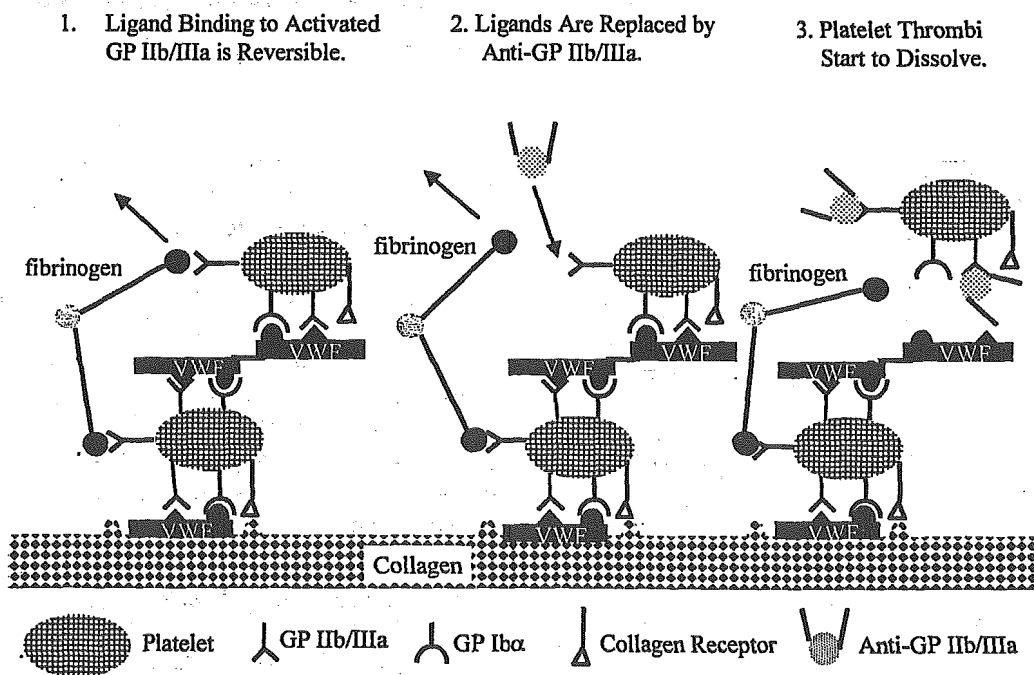 1. Ligand Binding to Activated
GP IIb/IIIa is Reversible.
2. Ligands Are Replaced by
Anti-GP IIb/IIIa.
3. Platelet Thrombi
Start to Dissolve.
fibrinogen
fibrinogen
fibrinogen
VWF
VWF
VWF
VWF
VWF
VWF
VWF
VWF
VWF
Collagen
Platelet
GP IIb/IIIa
GP Ibα
Collagen Receptor
Anti-GP IIb/IIIa